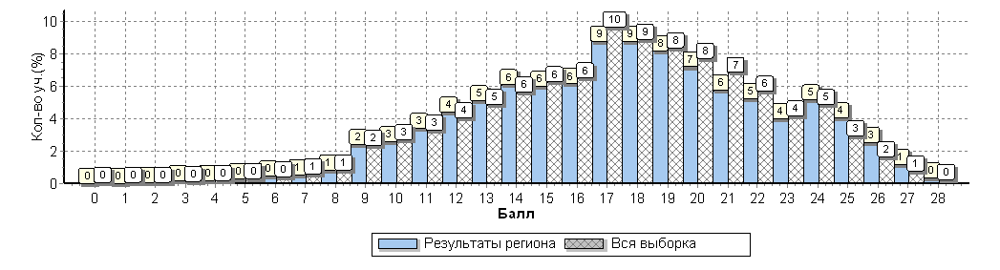 Кол-во уч.(%)
10
8
6
4
2
0
0 0 0 0 0 0 0 0 0 0 0 0 0 0 1 1 1 1 2 2 3 3 3 3 4 4 5 5 6 6 6 6 6 6 9 10 9 9 8 8 7 8 6 7 5 6 4 4 5 5 4 3 3 2 1 1 0 0
0 1 2 3 4 5 6 7 8 9 10 11 12 13 14 15 16 17 18 19 20 21 22 23 24 25 26 27 28
Балл
Результаты региона Вся выборка